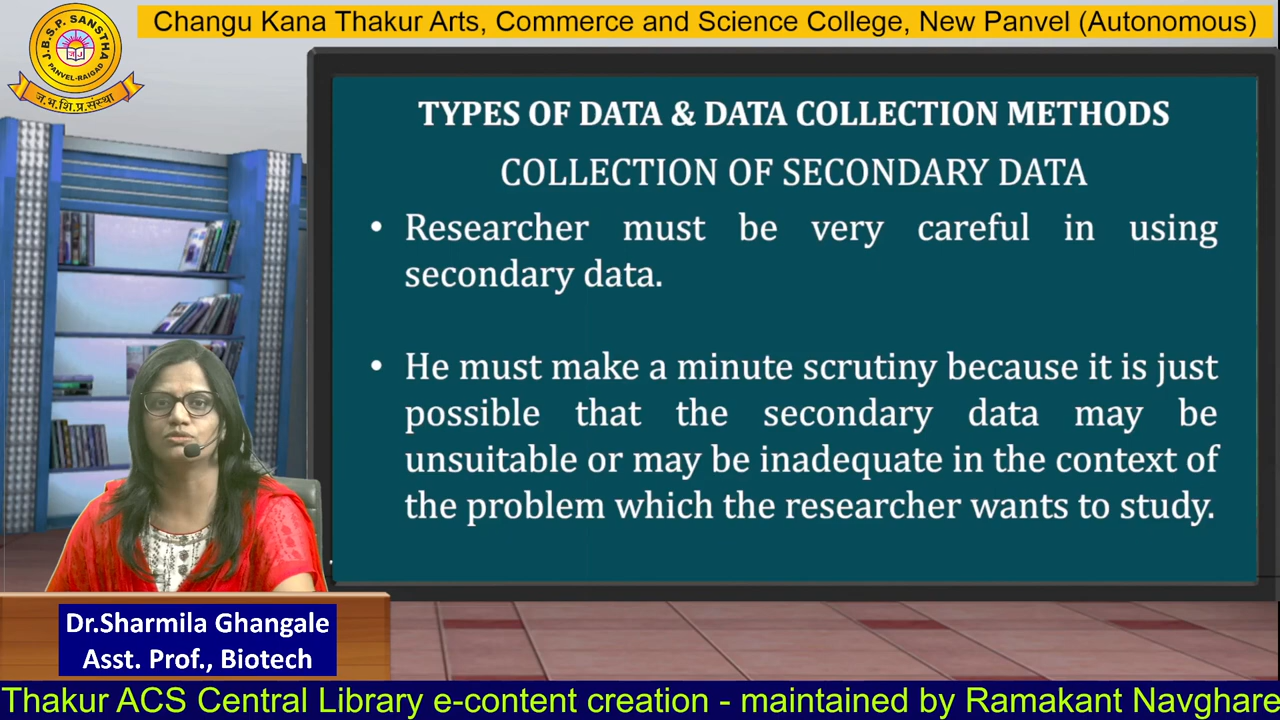 Changu Kana Thakur Arts, Commerce and Science College, New Panvel (Autonomous)
J.B.S.P. SANSTHA
PANVEL-RAIGAD
ज.भ.शि.प्र.संस्था
TYPES OF DATA & DATA COLLECTION METHODS
COLLECTION OF SECONDARY DATA
• Researcher must be very careful in using
secondary data.
• He must make a minute scrutiny because it is just
possible that the secondary data may be
unsuitable or may be inadequate in the context of
the problem which the researcher wants to study.
Dr.Sharmila Ghangale
Asst. Prof., Biotech
Thakur ACS Central Library e-content creation - maintained by Ramakant Navghare